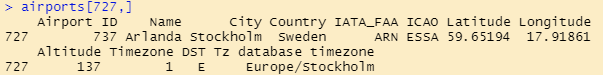 > airports[727,]
    Airport ID    Name      City Country IATA_FAA ICAO Latitude Longitude
727        737 Arlanda Stockholm  Sweden      ARN ESSA 59.65194  17.91861
    Altitude Timezone DST Tz database timezone
727      137        1   E     Europe/Stockholm